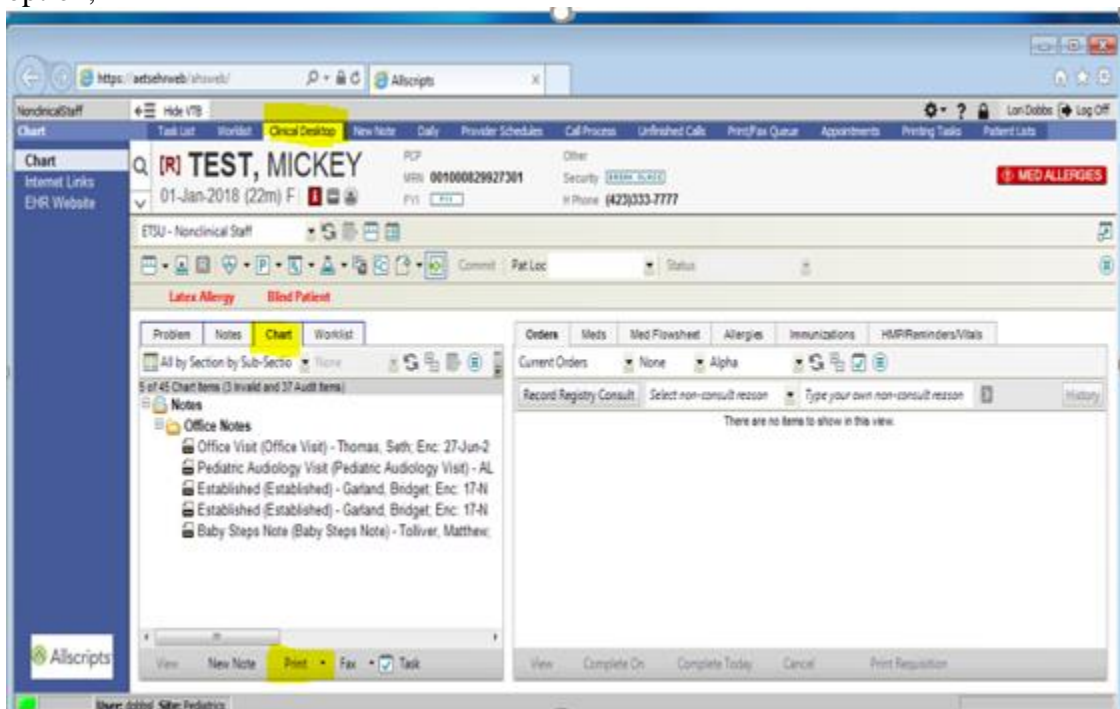 https://aetsehrweb/ahsweb/ Allscripts
NonclinicalStaff Hide VTB ? Lori Dobbs Log Off
Chart Task List Worklist Clinical Desktop New Note Daily Provider Schedules Call Process Unfinished Calls Print/Fax Queue Appointments Printing Tasks Patient Lists
Chart
Internet Links
EHR Website
[R] TEST, MICKEY
01-Jan-2018 (22m) F
PCP
MRN 001000829927301
FYI FYI
Other
Security BREAK GLASS
H Phone (423)333-7777
MED ALLERGIES
ETSU - Nonclinical Staff
Commit Pat Loc Status
Latex Allergy Blind Patient
Problem Notes Chart Worklist
All by Section by Sub-Sectio None
5 of 45 Chart Items (3 Invalid and 37 Audit Items)
Notes
Office Notes
Office Visit (Office Visit) - Thomas, Seth; Enc: 27-Jun-2
Pediatric Audiology Visit (Pediatric Audiology Visit) - AL
Established (Established) - Garland, Bridget; Enc: 17-N
Established (Established) - Garland, Bridget; Enc: 17-N
Baby Steps Note (Baby Steps Note) - Tolliver, Matthew;
View New Note Print Fax Task
Orders Meds Med Flowsheet Allergies Immunizations HMP/Reminders/Vitals
Current Orders None Alpha
Record Registry Consult Select non-consult reason Type your own non-consult reason History
There are no items to show in this view.
View Complete On Complete Today Cancel Print Requisition
Allscripts
User: dobbsl Site: Pediatrics